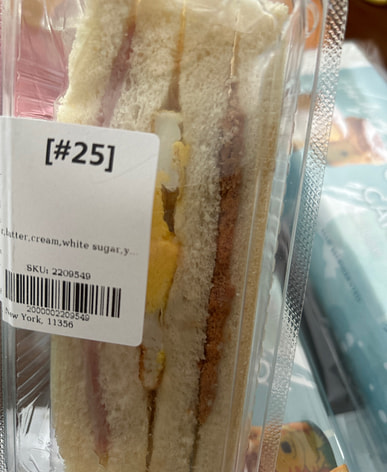 [#25]
,butter,cream,white sugar,y...
SKU: 2209549
2000002209549
New York, 11356